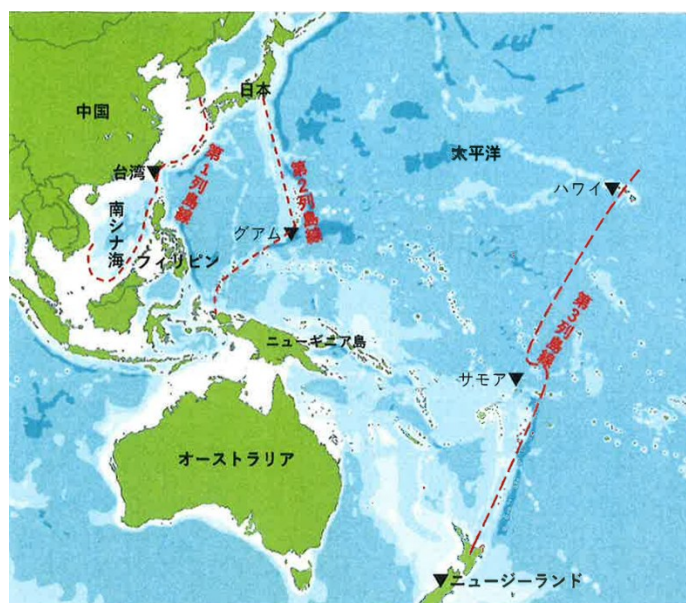 日本
中国
太平洋
台湾
第1列島線
第2列島線
ハワイ
南シナ海
グアム
フィリピン
第3列島線
ニューギニア島
サモア
オーストラリア
ニュージーランド